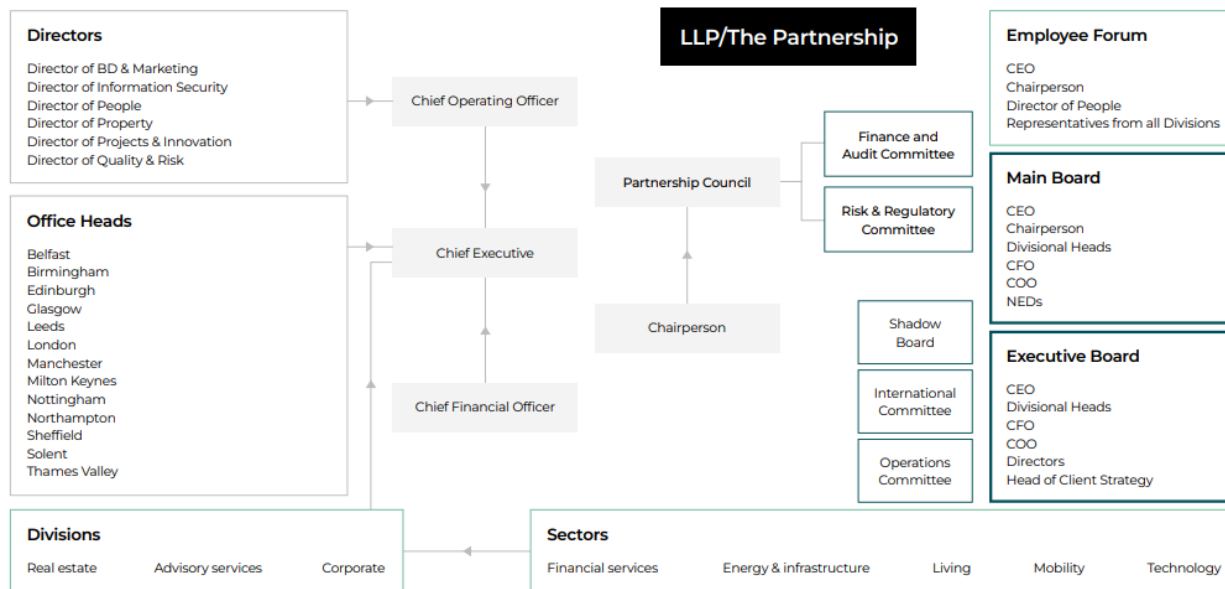 LLP/The Partnership
Directors
Director of BD & Marketing
Director of Information Security
Director of People
Director of Property
Director of Projects & Innovation
Director of Quality & Risk
Office Heads
Belfast
Birmingham
Edinburgh
Glasgow
Leeds
London
Manchester
Milton Keynes
Nottingham
Northampton
Sheffield
Solent
Thames Valley
Chief Operating Officer
Chief Executive
Chief Financial Officer
Partnership Council
Chairperson
Finance and
Audit Committee
Risk & Regulatory
Committee
Shadow
Board
International
Committee
Operations
Committee
Employee Forum
CEO
Chairperson
Director of People
Representatives from all Divisions
Main Board
CEO
Chairperson
Divisional Heads
CFO
COO
NEDs
Executive Board
CEO
Divisional Heads
CFO
COO
Directors
Head of Client Strategy
Divisions
Real estate Advisory services Corporate
Sectors
Financial services Energy & infrastructure Living Mobility Technology